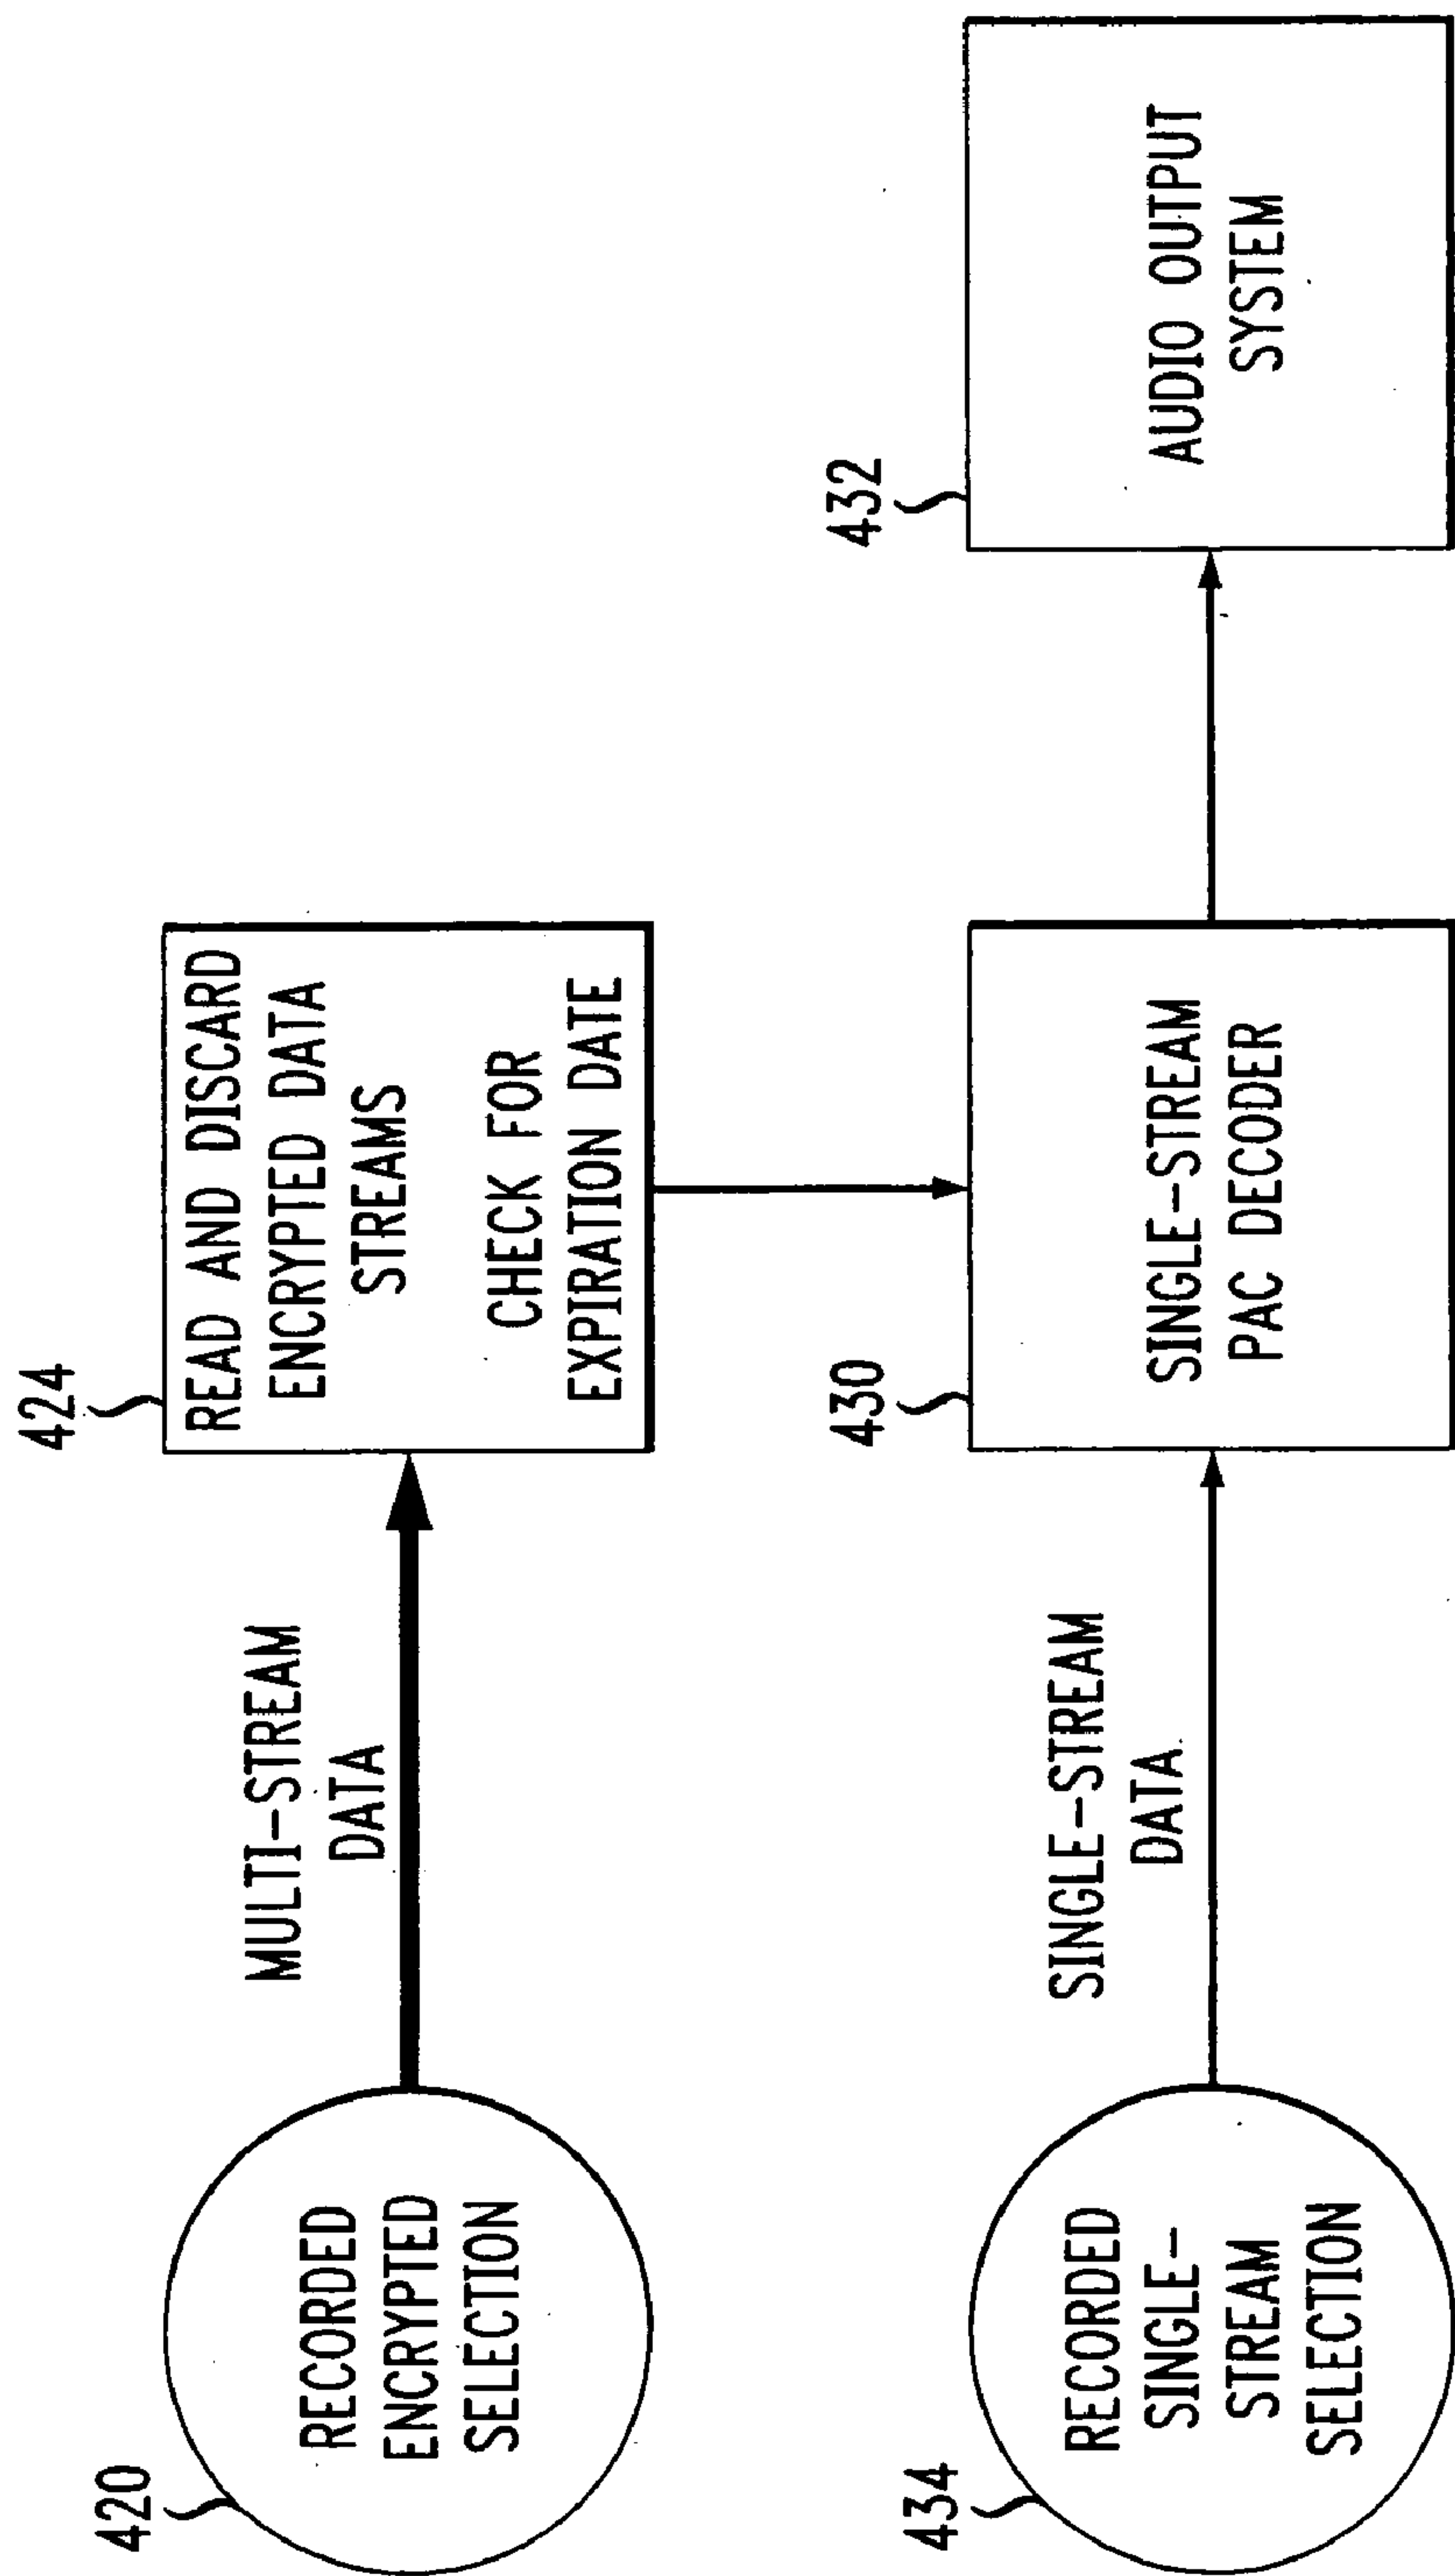 420
RECORDED
ENCRYPTED
SELECTION
MULTI-STREAM
DATA
424
READ AND DISCARD
ENCRYPTED DATA
STREAMS
CHECK FOR
EXPIRATION DATE
434
RECORDED
SINGLE-
STREAM
SELECTION
SINGLE-STREAM
DATA
430
SINGLE-STREAM
PAC DECODER
432
AUDIO OUTPUT
SYSTEM